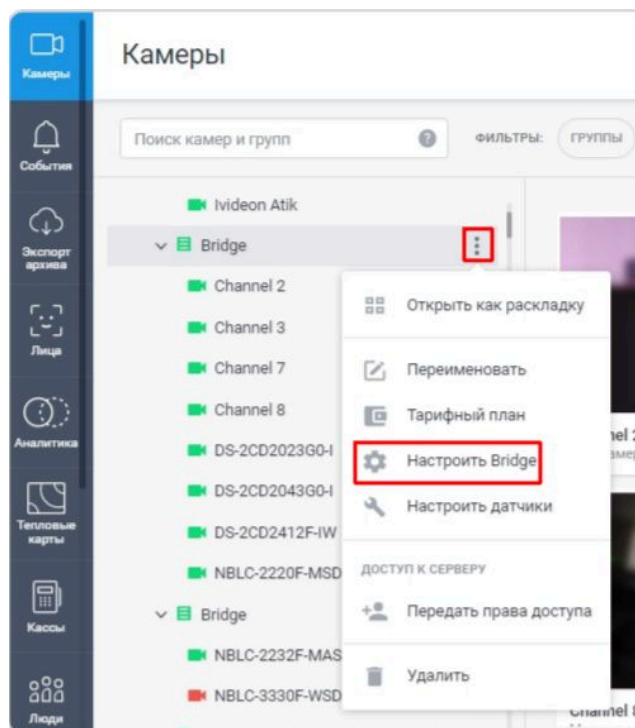 Камеры
События
Экспорт
архива
Лица
Аналитика
Тепловые
карты
Кассы
Люди
Камеры
Поиск камер и групп
ФИЛЬТРЫ:
ГРУППЫ
Ivideon Atik
Bridge
Channel 2
Channel 3
Channel 7
Channel 8
DS-2CD2023G0-I
DS-2CD2043G0-I
DS-2CD2412F-IW
NBLC-2220F-MSD
Bridge
NBLC-2232F-MAS
NBLC-3330F-WSD
Открыть как раскладку
Переименовать
Тарифный план
Настроить Bridge
Настроить датчики
ДОСТУП К СЕРВЕРУ
Передать права доступа
Удалить